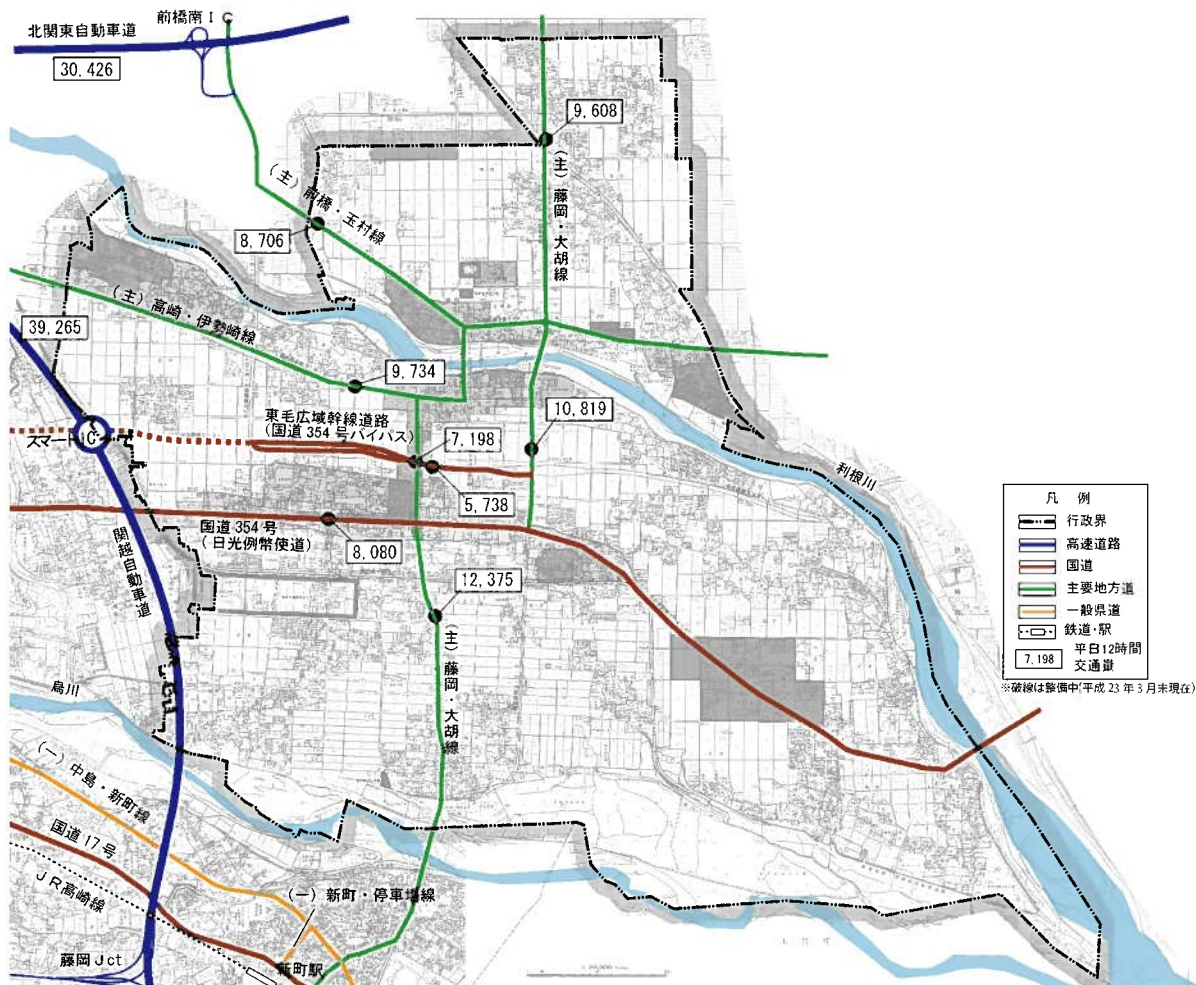 前橋南I C
北関東自動車道
30.426
9,608
(主)藤岡・大胡線
(主)前橋・玉村線
8,706
(主)高崎・伊勢崎線
39,265
9.734
10,819
東毛広域幹線道路
(国道354号バイパス)
7,198
スマートIC
5,738
利根川
国道354号
(日光例幣使道)
8,080
関越自動車道
12,375
(主)藤岡・大胡線
烏川
(一)中島・新町線
国道17号
JR高崎線
(一)新町・停車場線
藤岡Jct
新町駅
凡 例
行政界
高速道路
国道
主要地方道
一般県道
鉄道・駅
7,198
平日12時間
交通量
※破線は整備中(平成23年3月末現在)